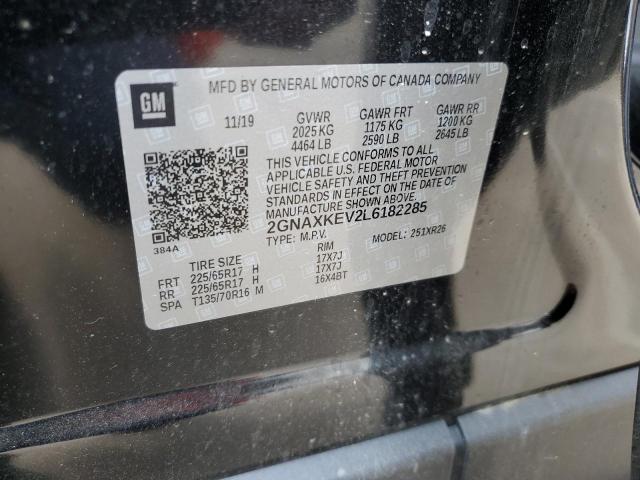 MFD BY GENERAL MOTORS OF CANADA COMPANY
GM
11/19 GVWR GAWR FRT GAWR RR
2025 KG 1175 KG 1200 KG
4464 LB 2590 LB 2645 LB
THIS VEHICLE CONFORMS TO ALL
APPLICABLE U.S. FEDERAL MOTOR
VEHICLE SAFETY AND THEFT PREVENTION
STANDARDS IN EFFECT ON THE DATE OF
MANUFACTURE SHOWN ABOVE.
2GNAXKEV2L6182285
TYPE: M.P.V. MODEL: 251XR26
384A
TIRE SIZE RIM
FRT 225/65R17 H 17X7J
RR 225/65R17 H 17X7J
SPA T135/70R16 M 16X4BT